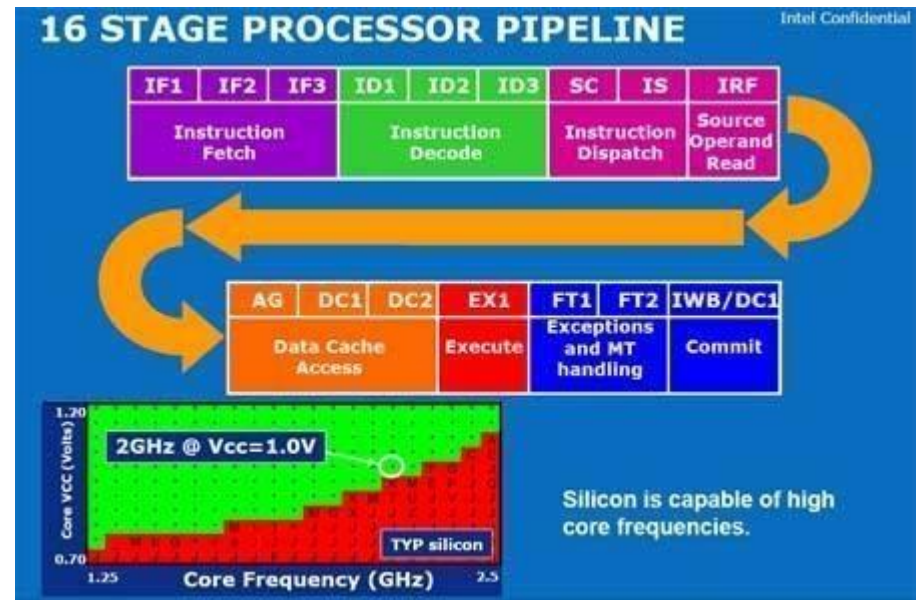 Intel Confidential
16 STAGE PROCESSOR PIPELINE
IF1 IF2 IF3 ID1 ID2 ID3 SC IS IRF
Instruction
Fetch
Instruction
Decode
Instruction
Dispatch
Source
Operand
Read
AG DC1 DC2 EX1 FT1 FT2 IWB/DC1
Data Cache
Access
Execute
Exceptions
and MT
handling
Commit
1.20
Core VCC (Volts)
0.70
2GHz @ Vcc=1.0V
TYP silicon
1.25
Core Frequency (GHz)
2.5
Silicon is capable of high
core frequencies.